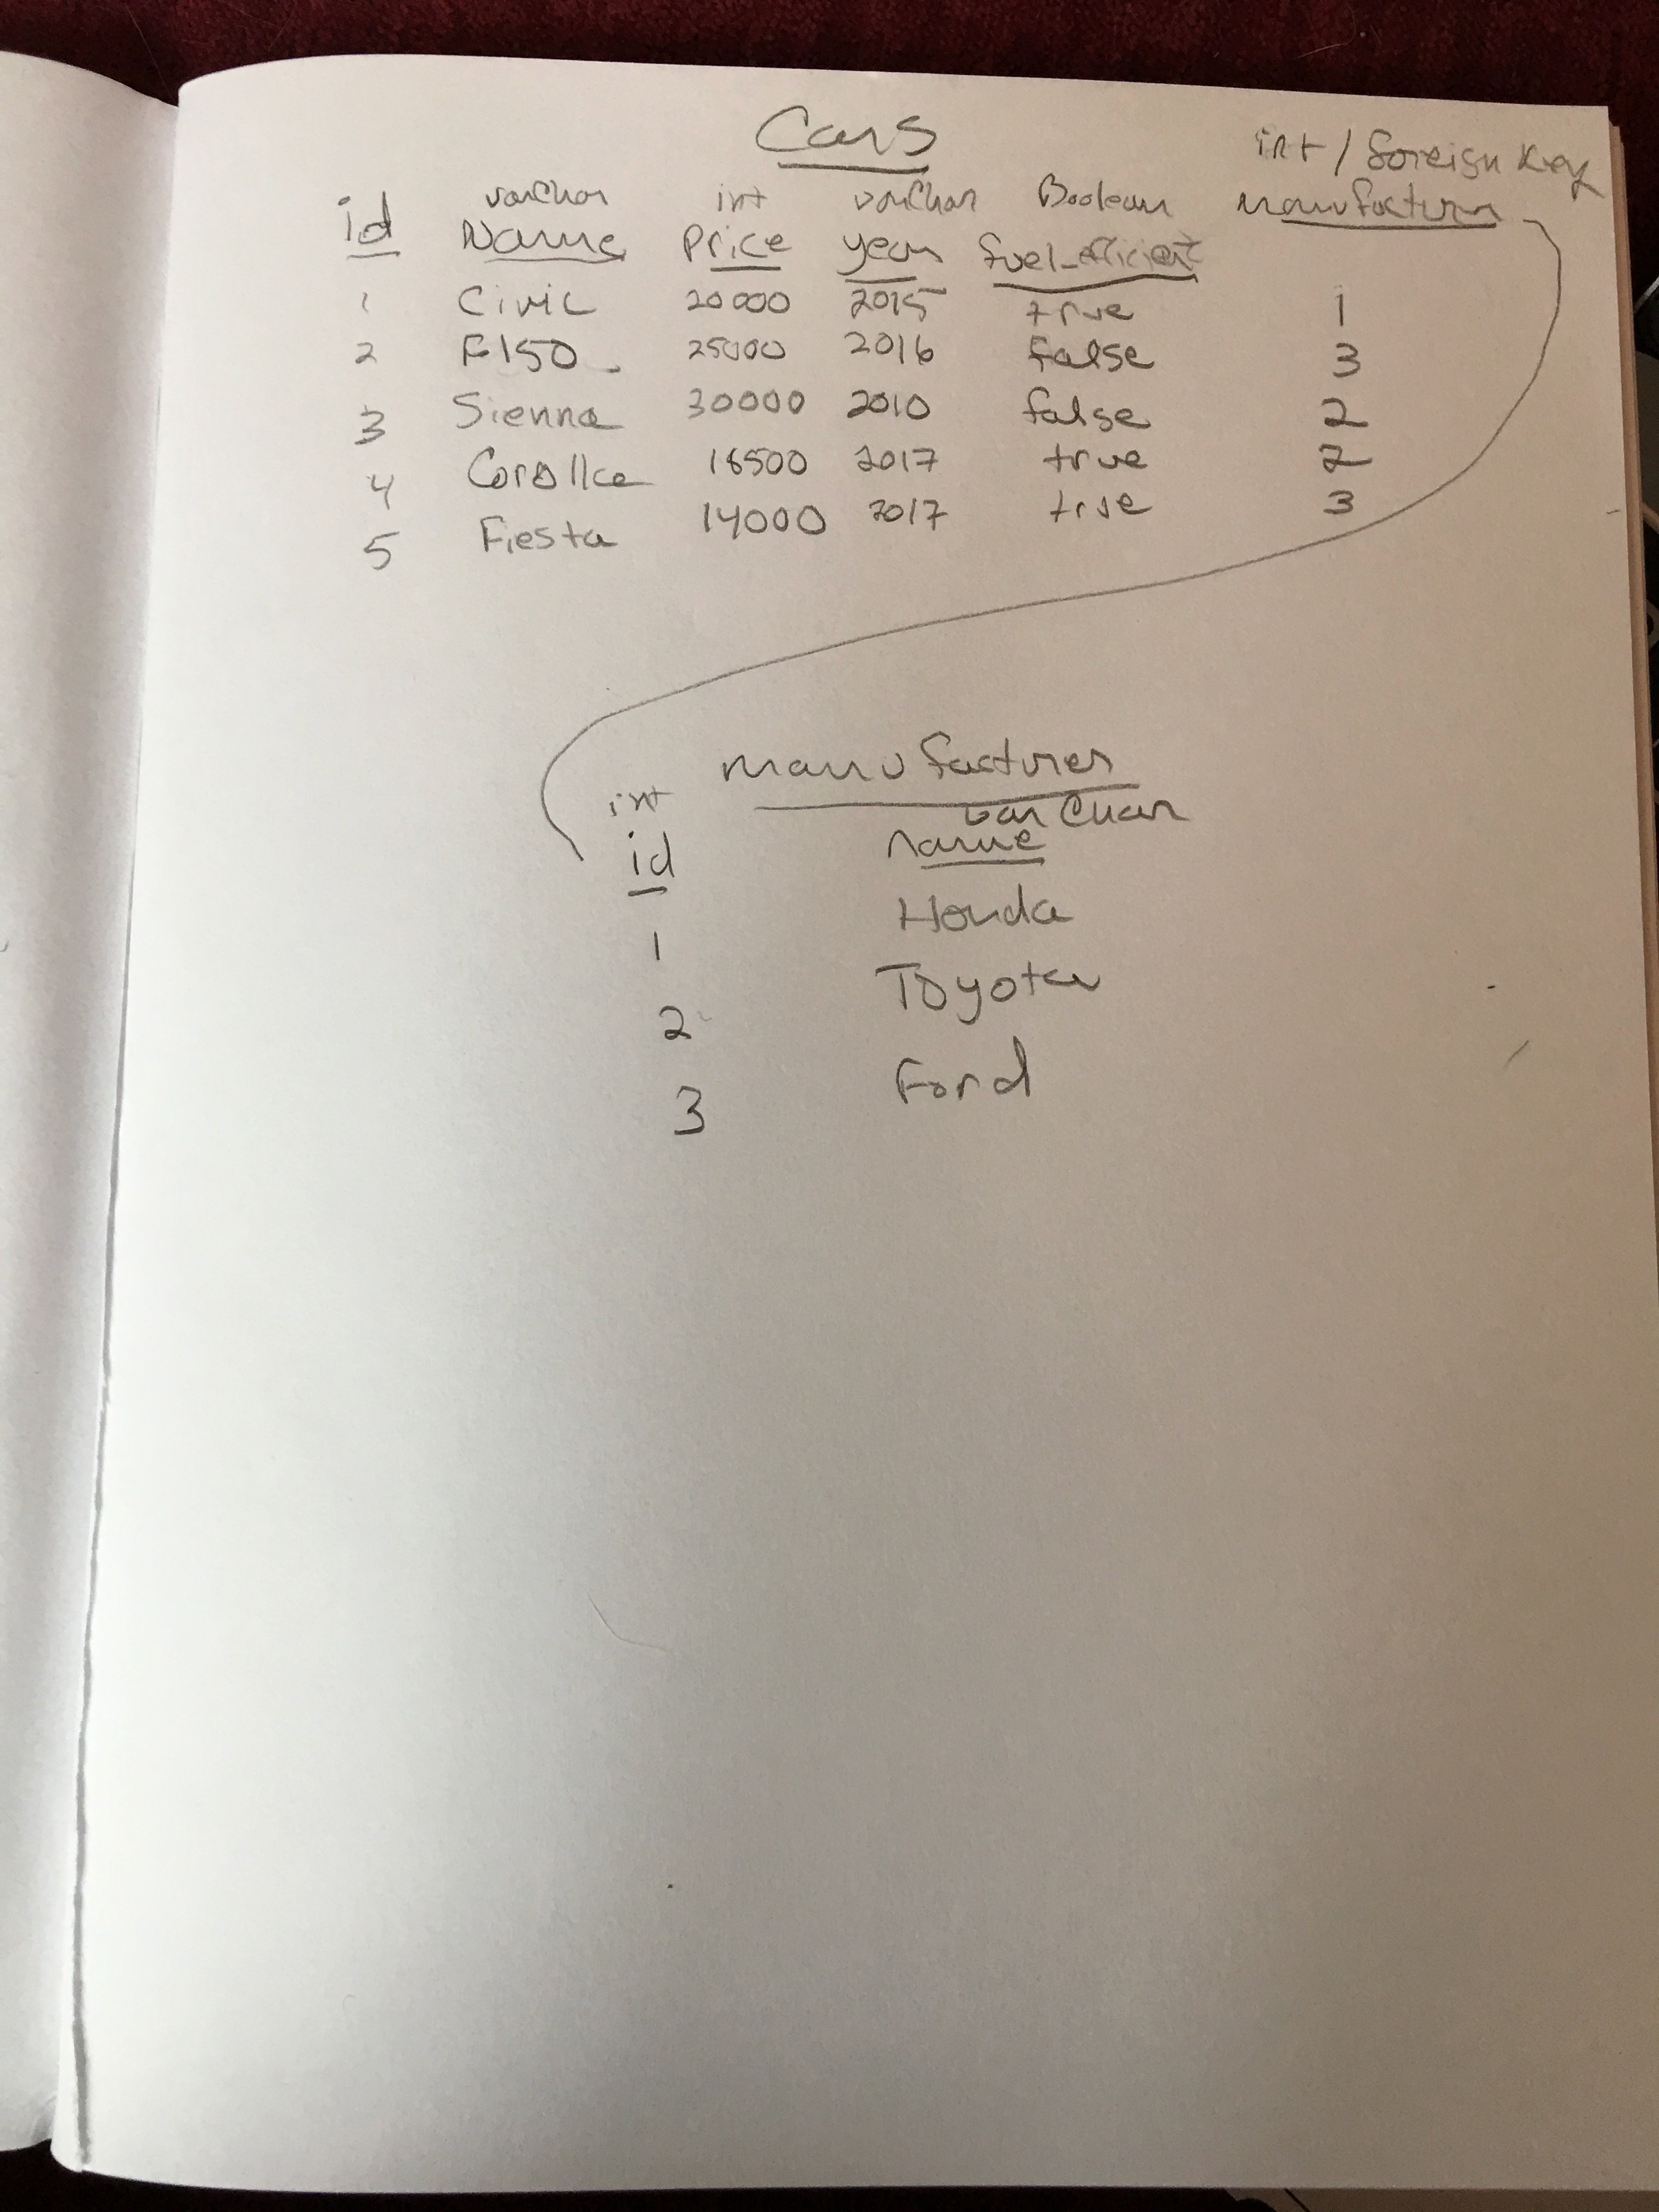 Cars
int / foreign key
varchar int varchar Boolean manufacturer
id Name Price year fuel_efficient
1 Civic 20000 2015 true 1
2 F150 25000 2016 false 3
3 Sienna 30000 2010 false 2
4 Corolla 18500 2017 true 2
5 Fiesta 14000 2017 true 3
manufacturer
int varchar
id name
1 Honda
2 Toyota
3 Ford